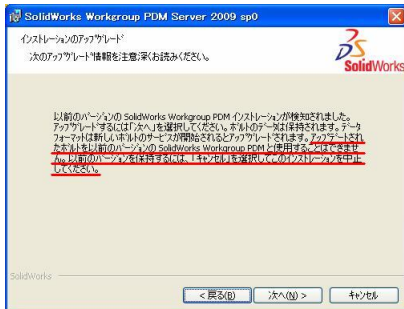 SolidWorks Workgroup PDM Server 2009 sp0
インストレーションのアップグレード
次のアップグレード情報を注意深くお読みください。
SolidWorks
以前のバージョンの SolidWorks Workgroup PDM インストレーションが検知されました。
アップグレードするには「次へ」を選択してください。ボルトのデータは保持されます。データ
フォーマットは新しいボルトのサービスが開始されるとアップグレードされます。アップデートされ
たボルトを以前のバージョンの SolidWorks Workgroup PDM と使用することはできませ
ん。以前のバージョンを保持するには、「キャンセル」を選択してこのインストレーションを中止
してください。
SolidWorks
< 戻る(B)
次へ(N) >
キャンセル